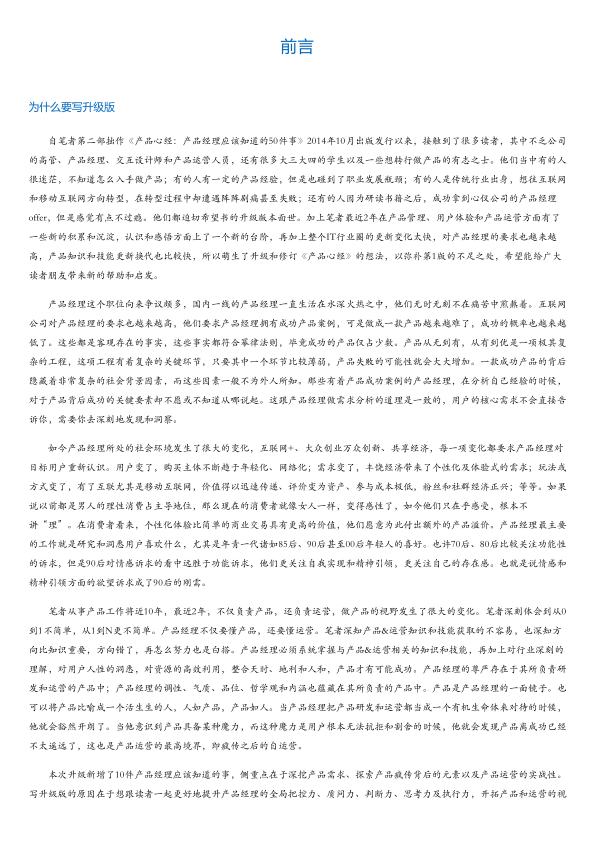 前言
为什么要写升级版
自笔者第二部拙作《产品心经：产品经理应该知道的50件事》2014年10月出版发行以来，接触到了很多读者，其中不乏公司
的高管、产品经理、交互设计师和产品运营人员，还有很多大三大四的学生以及一些想转行做产品的有志之士。他们当中有的人
很迷茫，不知道怎么入手做产品；有的人有一定的产品经验，但是也碰到了职业发展瓶颈；有的人是传统行业出身，想往互联网
和移动互联网方向转型，在转型过程中却遭遇阵阵剧痛甚至失败；还有的人因为研读书籍之后，成功拿到心仪公司的产品经理
offer，但是感觉有点不过瘾。他们都迫切希望书的升级版本面世。加上笔者最近2年在产品管理、用户体验和产品运营方面有了
一些新的积累和沉淀，认识和感悟方面上了一个新的台阶，再加上整个IT行业圈的更新变化太快，对产品经理的要求也越来越
高，产品知识和技能更新换代也比较快，所以萌生了升级和修订《产品心经》的想法，以弥补第1版的不足之处，希望能给广大
读者朋友带来新的帮助和启发。
产品经理这个职位向来争议颇多，国内一线的产品经理一直生活在水深火热之中，他们无时无刻不在痛苦中煎熬着。互联网
公司对产品经理的要求也越来越高，他们要求产品经理拥有成功产品案例，可是做成一款产品越来越难了，成功的概率也越来越
低了。这些都是客观存在的事实，这些事实都符合幂律法则，毕竟成功的产品仅占少数。产品从无到有，从有到优是一项极其复
杂的工程，这项工程有着复杂的关键环节，只要其中一个环节比较薄弱，产品失败的可能性就会大大增加。一款成功产品的背后
隐藏着非常复杂的社会背景因素，而这些因素一般不为外人所知。那些有着产品成功案例的产品经理，在分析自己经验的时候，
对于产品背后成功的关键要素却不愿或不知道从哪说起。这跟产品经理做需求分析的道理是一致的，用户的核心需求不会直接告
诉你，需要你去深刻地发现和洞察。
如今产品经理所处的社会环境发生了很大的变化，互联网+、大众创业万众创新、共享经济，每一项变化都要求产品经理对
目标用户重新认识。用户变了，购买主体不断趋于年轻化、网络化；需求变了，丰饶经济带来了个性化及体验式的需求；玩法或
方式变了，有了互联尤其是移动互联网，价值得以迅速传递、评价变为资产、参与成本极低，粉丝和社群经济正兴；等等。如果
说以前都是男人的理性消费占主导地位，那么现在的消费者就像女人一样，变得感性了，如今他们只在乎感受，根本不
讲“理”。在消费者看来，个性化体验比简单的商业交易具有更高的价值，他们愿意为此付出额外的产品溢价。产品经理最主要
的工作就是研究和洞悉用户喜欢什么，尤其是年青一代诸如85后、90后甚至00后年轻人的喜好。也许70后、80后比较关注功能性
的诉求，但是90后对情感诉求的看中远胜于功能诉求，他们更关注自我实现和精神引领，更关注自己的存在感。也就是说情感和
精神引领方面的欲望诉求成了90后的刚需。
笔者从事产品工作将近10年，最近2年，不仅负责产品，还负责运营，做产品的视野发生了很大的变化。笔者深刻体会到从0
到1不简单，从1到N更不简单。产品经理不仅要懂产品，还要懂运营。笔者深知产品&运营知识和技能获取的不容易，也深知方
向比知识重要，方向错了，再怎么努力也是白搭。产品经理必须系统掌握与产品&运营相关的知识和技能，再加上对行业深刻的
理解，对用户人性的洞悉，对资源的高效利用，整合天时、地利和人和，产品才有可能成功。产品经理的尊严存在于其所负责研
发和运营的产品中；产品经理的调性、气质、品位、哲学观和内涵也蕴藏在其所负责的产品中。产品是产品经理的一面镜子。也
可以将产品比喻成一个活生生的人，人如产品，产品如人。当产品经理把产品研发和运营都当成一个有机生命体来对待的时候，
他就会豁然开朗了。当他意识到产品具备某种魔力，而这种魔力是用户根本无法抗拒和割舍的时候，他就会发现产品离成功已经
不太遥远了，这也是产品运营的最高境界，即疯传之后的自运营。
本次升级新增了10件产品经理应该知道的事，侧重点在于深挖产品需求、探索产品疯传背后的元素以及产品运营的实战性。
写升级版的原因在于想跟读者一起更好地提升产品经理的全局把控力、质问力、判断力、思考力及执行力，开拓产品和运营的视